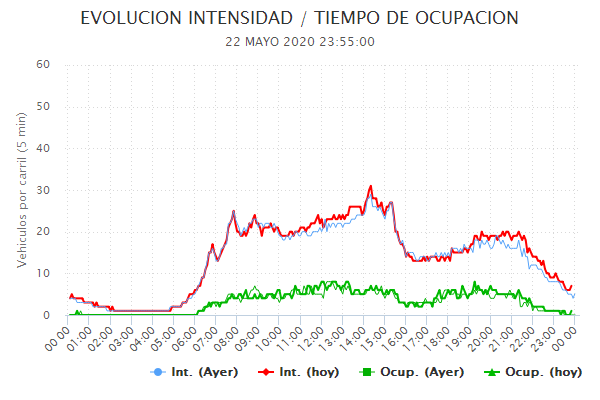 EVOLUCION INTENSIDAD / TIEMPO DE OCUPACION
22 MAYO 2020 23:55:00
Vehiculos por carril (5 min)
60
50
40
30
20
10
0
00:00 01:00 02:00 03:00 04:00 05:00 06:00 07:00 08:00 09:00 10:00 11:00 12:00 13:00 14:00 15:00 16:00 17:00 18:00 19:00 20:00 21:00 22:00 23:00 00:00
Int. (Ayer) Int. (hoy) Ocup. (Ayer) Ocup. (hoy)